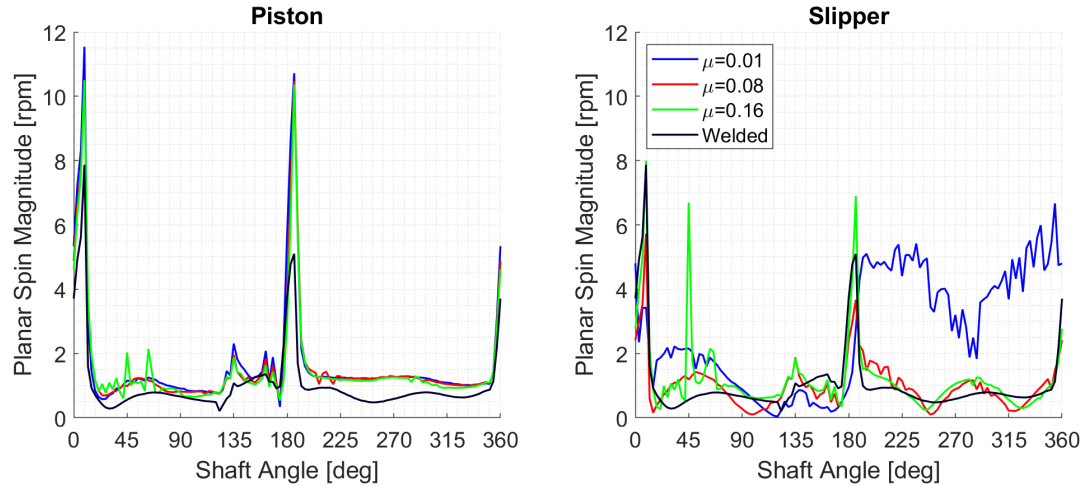 Piston
Planar Spin Magnitude [rpm]
12
10
8
6
4
2
0
0 45 90 135 180 225 270 315 360
Shaft Angle [deg]
Slipper
Planar Spin Magnitude [rpm]
12
10
8
6
4
2
0
μ=0.01
μ=0.08
μ=0.16
Welded
0 45 90 135 180 225 270 315 360
Shaft Angle [deg]